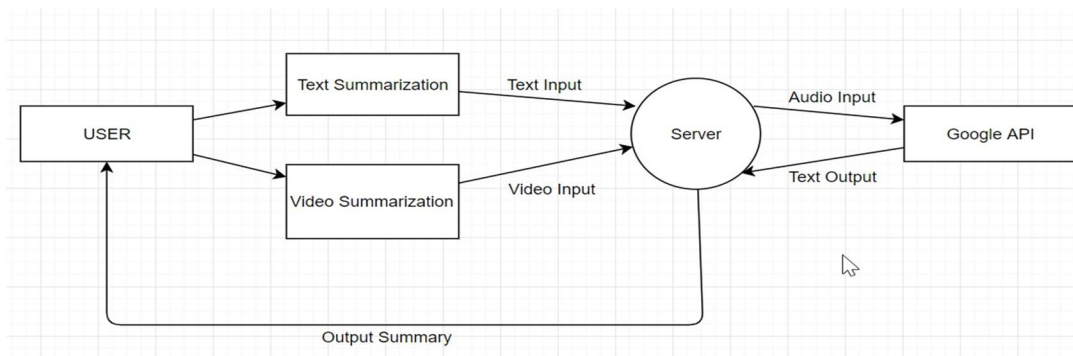 Text Summarization
Text Input
Audio Input
USER
Server
Google API
Text Output
Video Input
Video Summarization
Output Summary